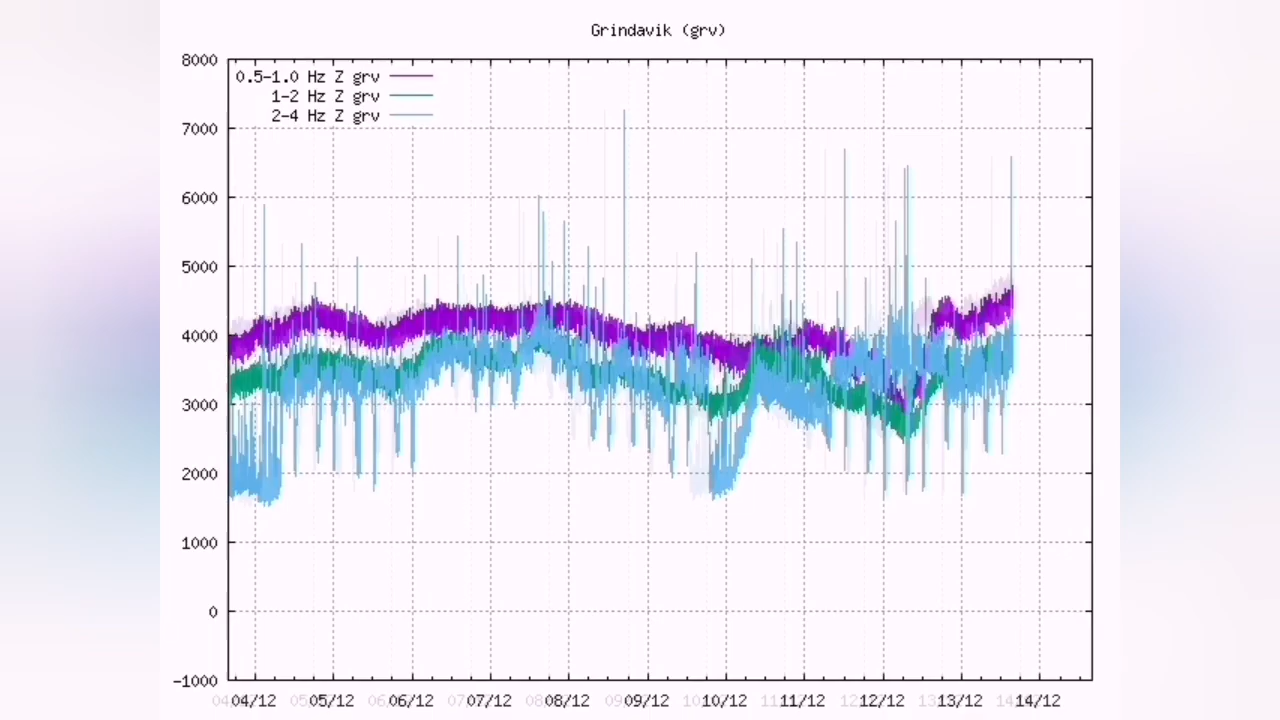 Grindavik (grv)
8000
0.5-1.0 Hz Z grv
1-2 Hz Z grv
2-4 Hz Z grv
7000
6000
5000
4000
3000
2000
1000
0
-1000
04/12 05/12 06/12 07/12 08/12 09/12 10/12 11/12 12/12 13/12 14/12